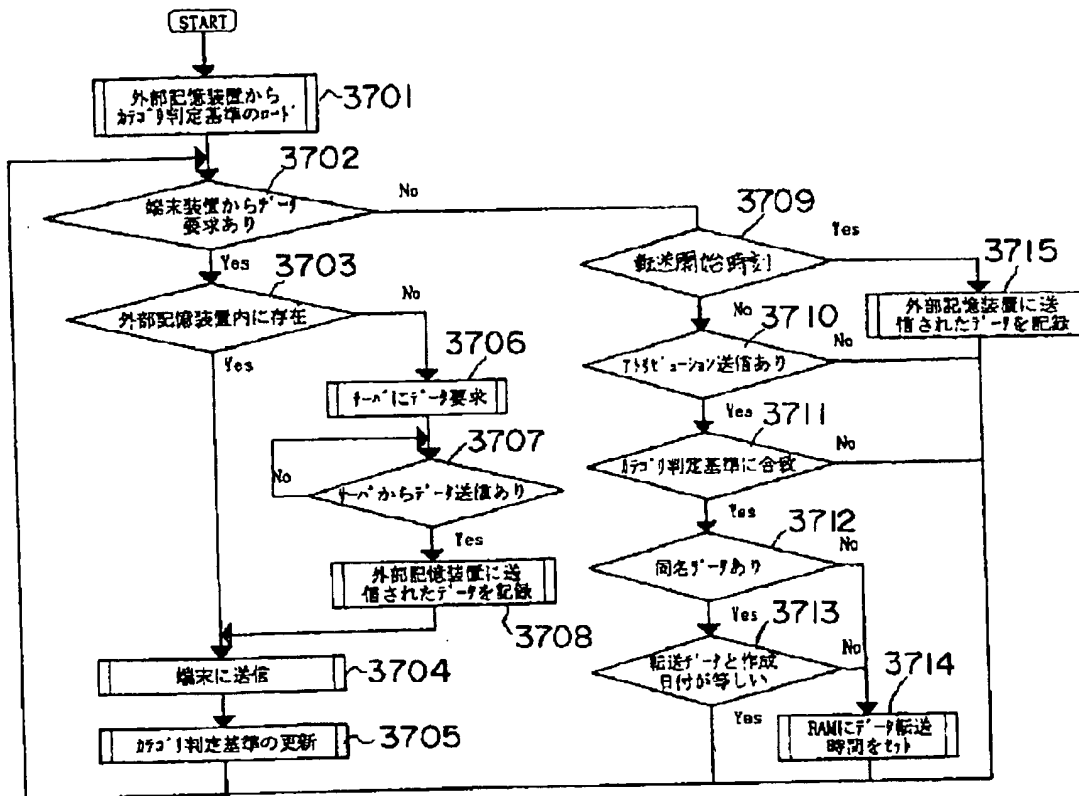 START
外部記憶装置から
ｶﾃｺﾞﾘ判定基準のﾛｰﾄﾞ
3701
3702
端末装置からﾃﾞｰﾀ
要求あり
No
Yes
3703
外部記憶装置内に存在
No
Yes
3706
ｻｰﾊﾞにﾃﾞｰﾀ要求
3707
ｻｰﾊﾞからﾃﾞｰﾀ送信あり
No
Yes
外部記憶装置に送
信されたﾃﾞｰﾀを記録
3708
端末に送信
3704
ｶﾃｺﾞﾘ判定基準の更新
3705
3709
転送開始時刻
Yes
No
3715
外部記憶装置に送
信されたﾃﾞｰﾀを記録
3710
ｱﾄﾘﾋﾞｭｰｼｮﾝ送信あり
No
Yes
3711
ｶﾃｺﾞﾘ判定基準に合致
No
Yes
3712
同名ﾃﾞｰﾀあり
No
Yes
3713
転送ﾃﾞｰﾀと作成
日付が等しい
No
Yes
3714
RAMにﾃﾞｰﾀ転送
時間をｾｯﾄ